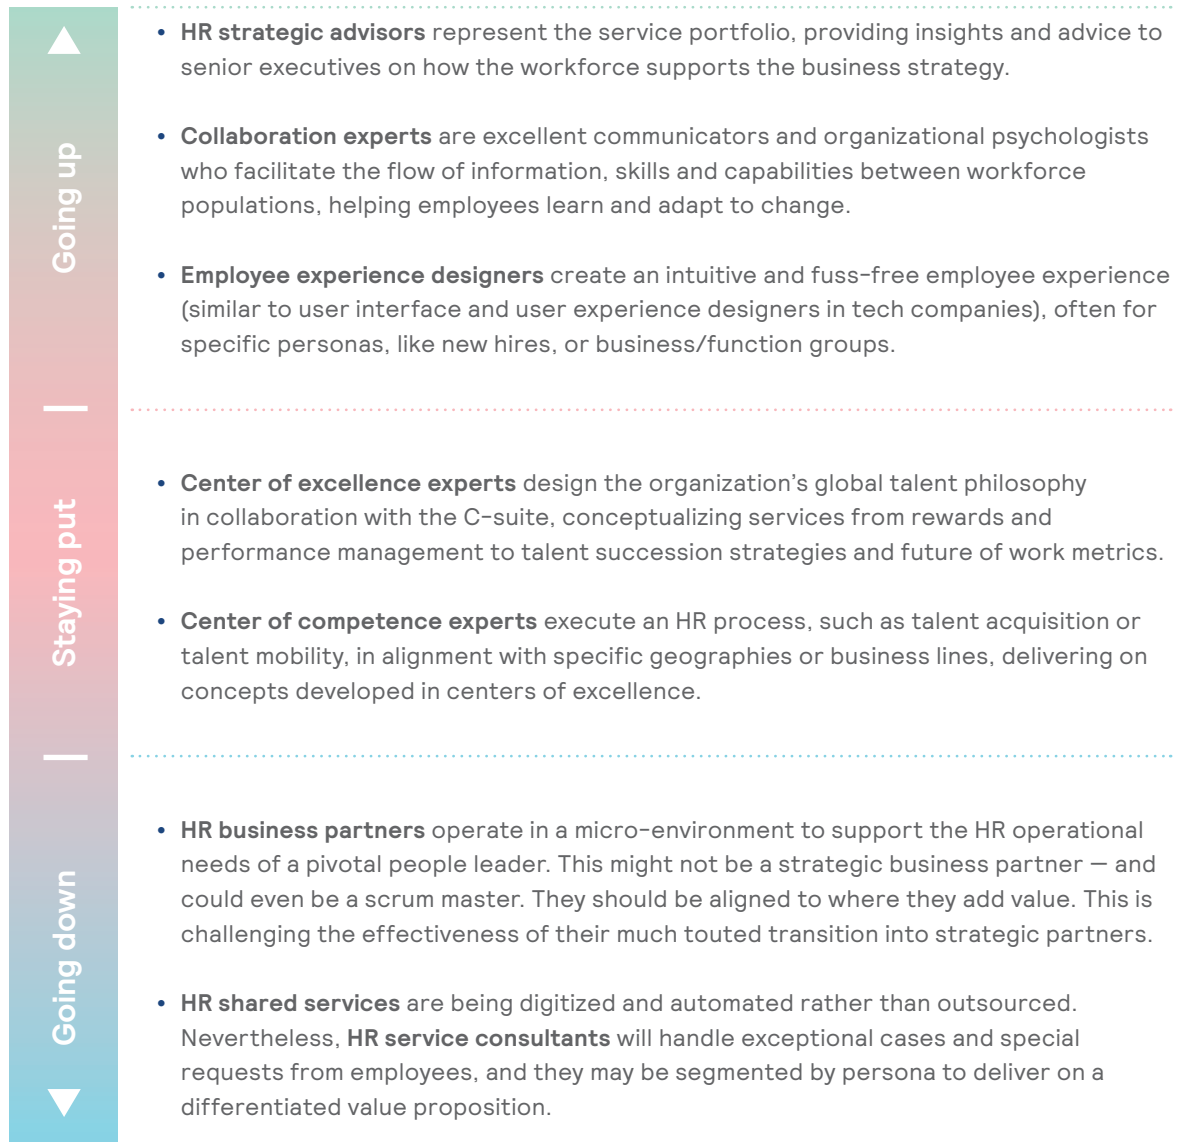 Going up
• HR strategic advisors represent the service portfolio, providing insights and advice to
senior executives on how the workforce supports the business strategy.
• Collaboration experts are excellent communicators and organizational psychologists
who facilitate the flow of information, skills and capabilities between workforce
populations, helping employees learn and adapt to change.
• Employee experience designers create an intuitive and fuss-free employee experience
(similar to user interface and user experience designers in tech companies), often for
specific personas, like new hires, or business/function groups.
Staying put
• Center of excellence experts design the organization’s global talent philosophy
in collaboration with the C-suite, conceptualizing services from rewards and
performance management to talent succession strategies and future of work metrics.
• Center of competence experts execute an HR process, such as talent acquisition or
talent mobility, in alignment with specific geographies or business lines, delivering on
concepts developed in centers of excellence.
Going down
• HR business partners operate in a micro-environment to support the HR operational
needs of a pivotal people leader. This might not be a strategic business partner — and
could even be a scrum master. They should be aligned to where they add value. This is
challenging the effectiveness of their much touted transition into strategic partners.
• HR shared services are being digitized and automated rather than outsourced.
Nevertheless, HR service consultants will handle exceptional cases and special
requests from employees, and they may be segmented by persona to deliver on a
differentiated value proposition.